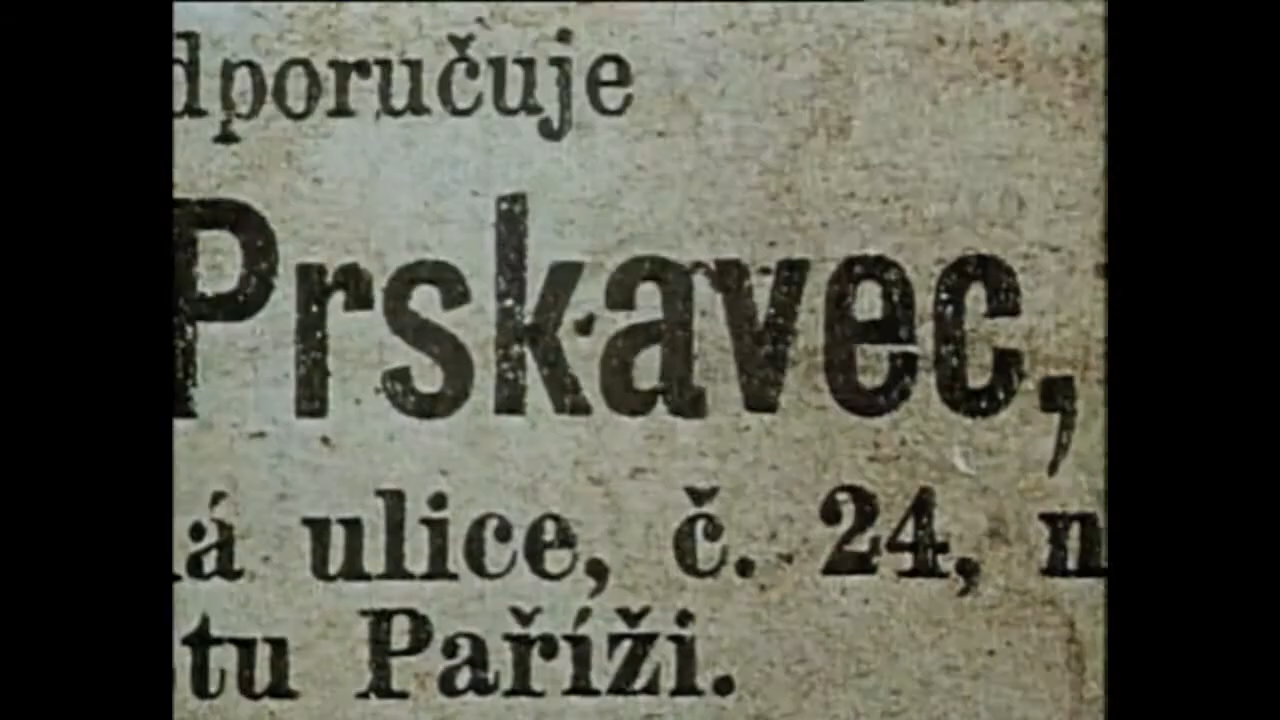 dporučuje
Prskavec,
á ulice, č. 24, n
tu Paříži.